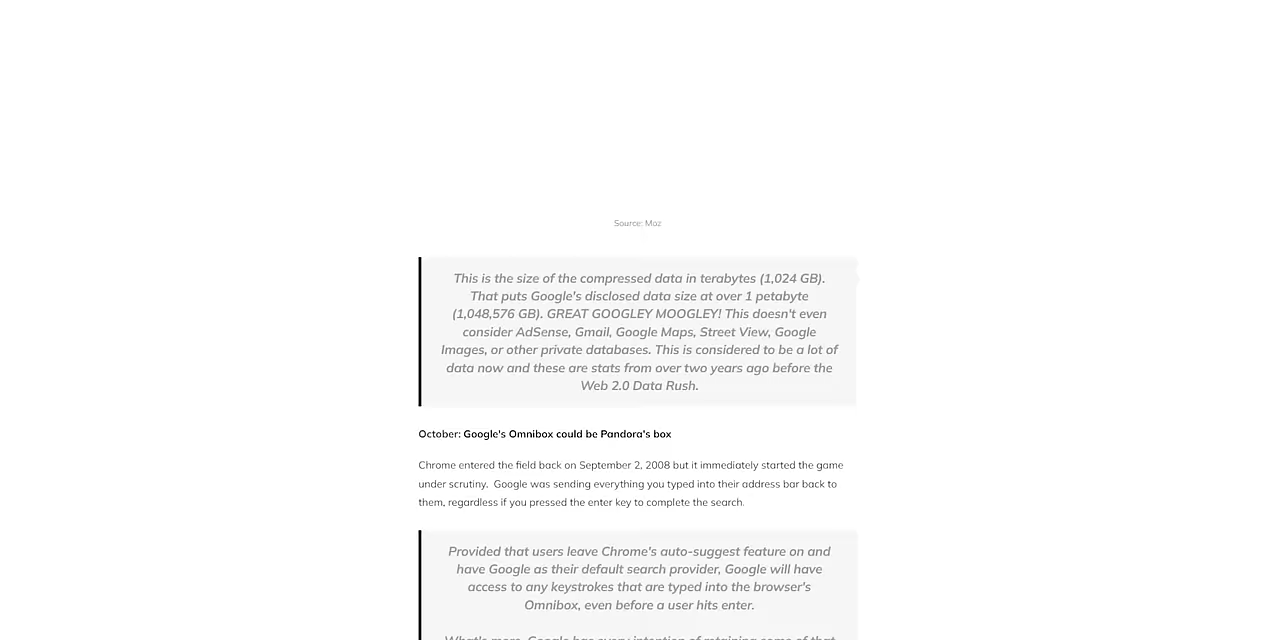 Source: Moz
This is the size of the compressed data in terabytes (1,024 GB).
That puts Google's disclosed data size at over 1 petabyte
(1,048,576 GB). GREAT GOOGLEY MOOGLEY! This doesn't even
consider AdSense, Gmail, Google Maps, Street View, Google
Images, or other private databases. This is considered to be a lot of
data now and these are stats from over two years ago before the
Web 2.0 Data Rush.
October: Google's Omnibox could be Pandora's box
Chrome entered the field back on September 2, 2008 but it immediately started the game
under scrutiny.  Google was sending everything you typed into their address bar back to
them, regardless if you pressed the enter key to complete the search.
Provided that users leave Chrome's auto-suggest feature on and
have Google as their default search provider, Google will have
access to any keystrokes that are typed into the browser's
Omnibox, even before a user hits enter.
What's more, Google has every intention of retaining some of that